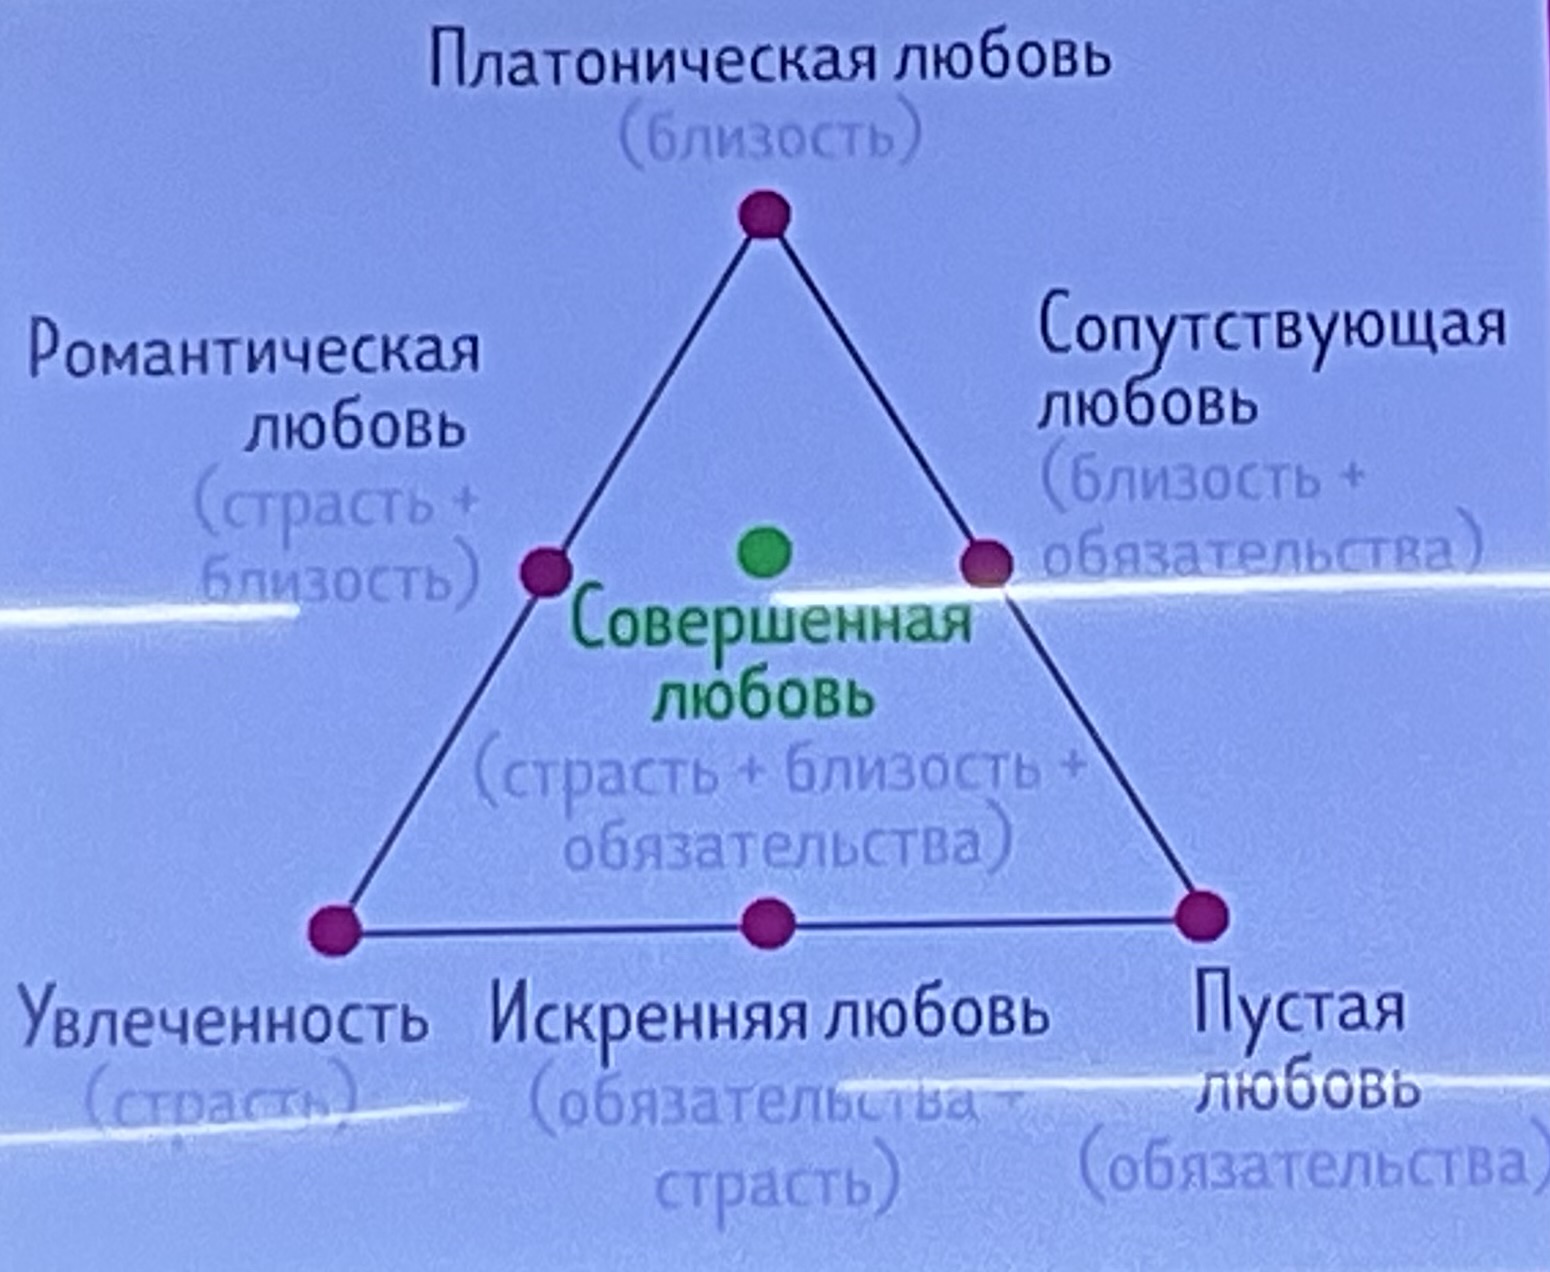 Платоническая любовь
(близость)
Романтическая
любовь
(страсть +
близость)
Сопутствующая
любовь
(близость +
обязательства)
Совершенная
любовь
(страсть + близость +
обязательства)
Увлеченность
(страсть)
Искренняя любовь
(обязательства +
страсть)
Пустая
любовь
(обязательства)